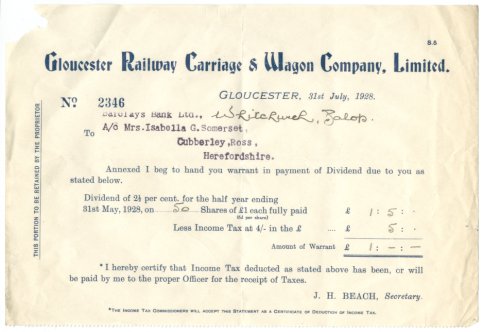 8.6
Gloucester Railway Carriage & Wagon Company, Limited.
GLOUCESTER, 31st July, 1928.
No 2346
Barclays Bank Ltd., Whitchurch, Salop.
To
A/c Mrs. Isabella G. Somerset,
Cubberley, Ross,
Herefordshire.
Annexed I beg to hand you warrant in payment of Dividend due to you as
stated below.
Dividend of 2½ per cent. for the half year ending
31st May, 1928, on 50 Shares of £1 each fully paid £ 1 : 5 : -
(6d per share)
Less Income Tax at 4/- in the £ .... £ 5 : -
Amount of Warrant £ 1 : - : -
*I hereby certify that Income Tax deducted as stated above has been, or will
be paid by me to the proper Officer for the receipt of Taxes.
J. H. BEACH, Secretary.
*THE INCOME TAX COMMISSIONERS WILL ACCEPT THIS STATEMENT AS A CERTIFICATE OF DEDUCTION OF INCOME TAX.
THIS PORTION TO BE RETAINED BY THE PROPRIETOR